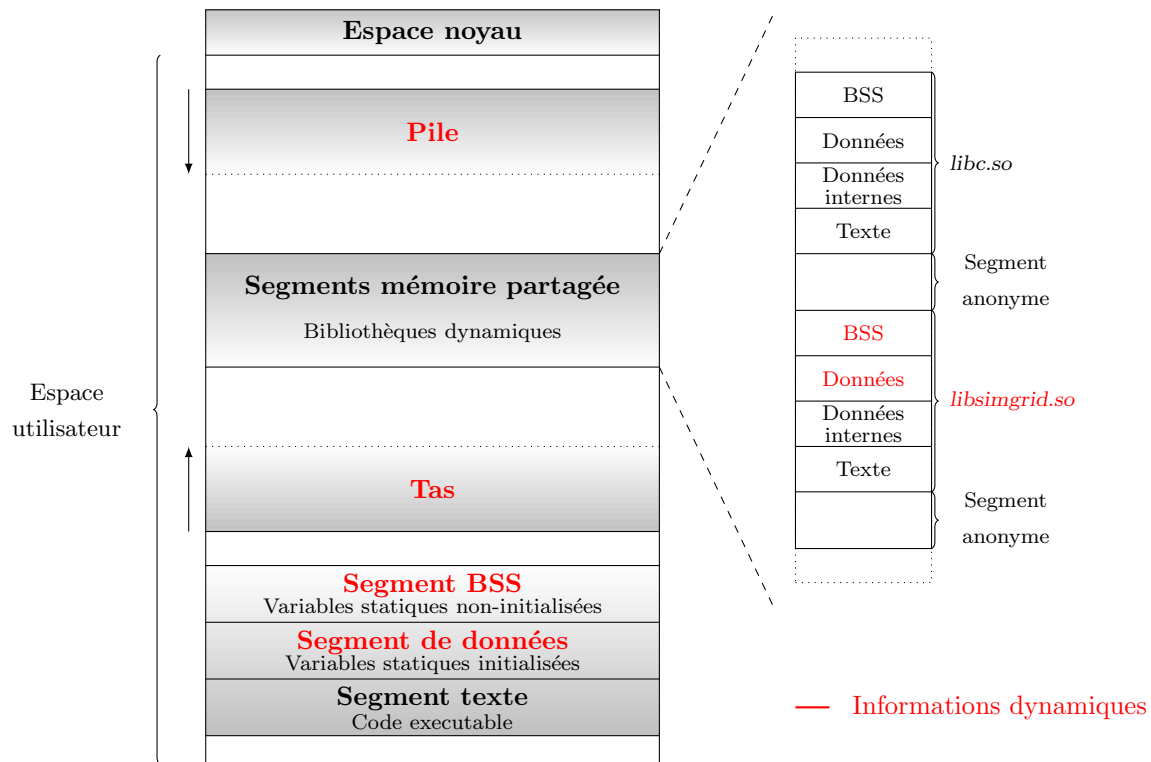 Espace noyau
Pile
Segments mémoire partagée
Bibliothèques dynamiques
Espace
utilisateur
Tas
Segment BSS
Variables statiques non-initialisées
Segment de données
Variables statiques initialisées
Segment texte
Code executable
BSS
Données
Données
internes
Texte
libc.so
Segment
anonyme
BSS
Données
Données
internes
Texte
libsimgrid.so
Segment
anonyme
Informations dynamiques